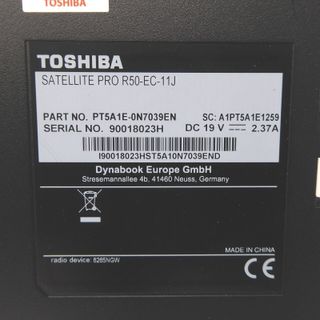 TOSHIBA
TOSHIBA
SATELLITE PRO R50-EC-11J
PART NO. PT5A1E-0N7039EN SC: A1PT5A1E1259
SERIAL NO. 90018023H DC 19 V 2.37A
I90018023HST5A10N7039END
Dynabook Europe GmbH
Stresemannallee 4b, 41460 Neuss, Germany
MADE IN CHINA
radio device: 8265NGW
CE